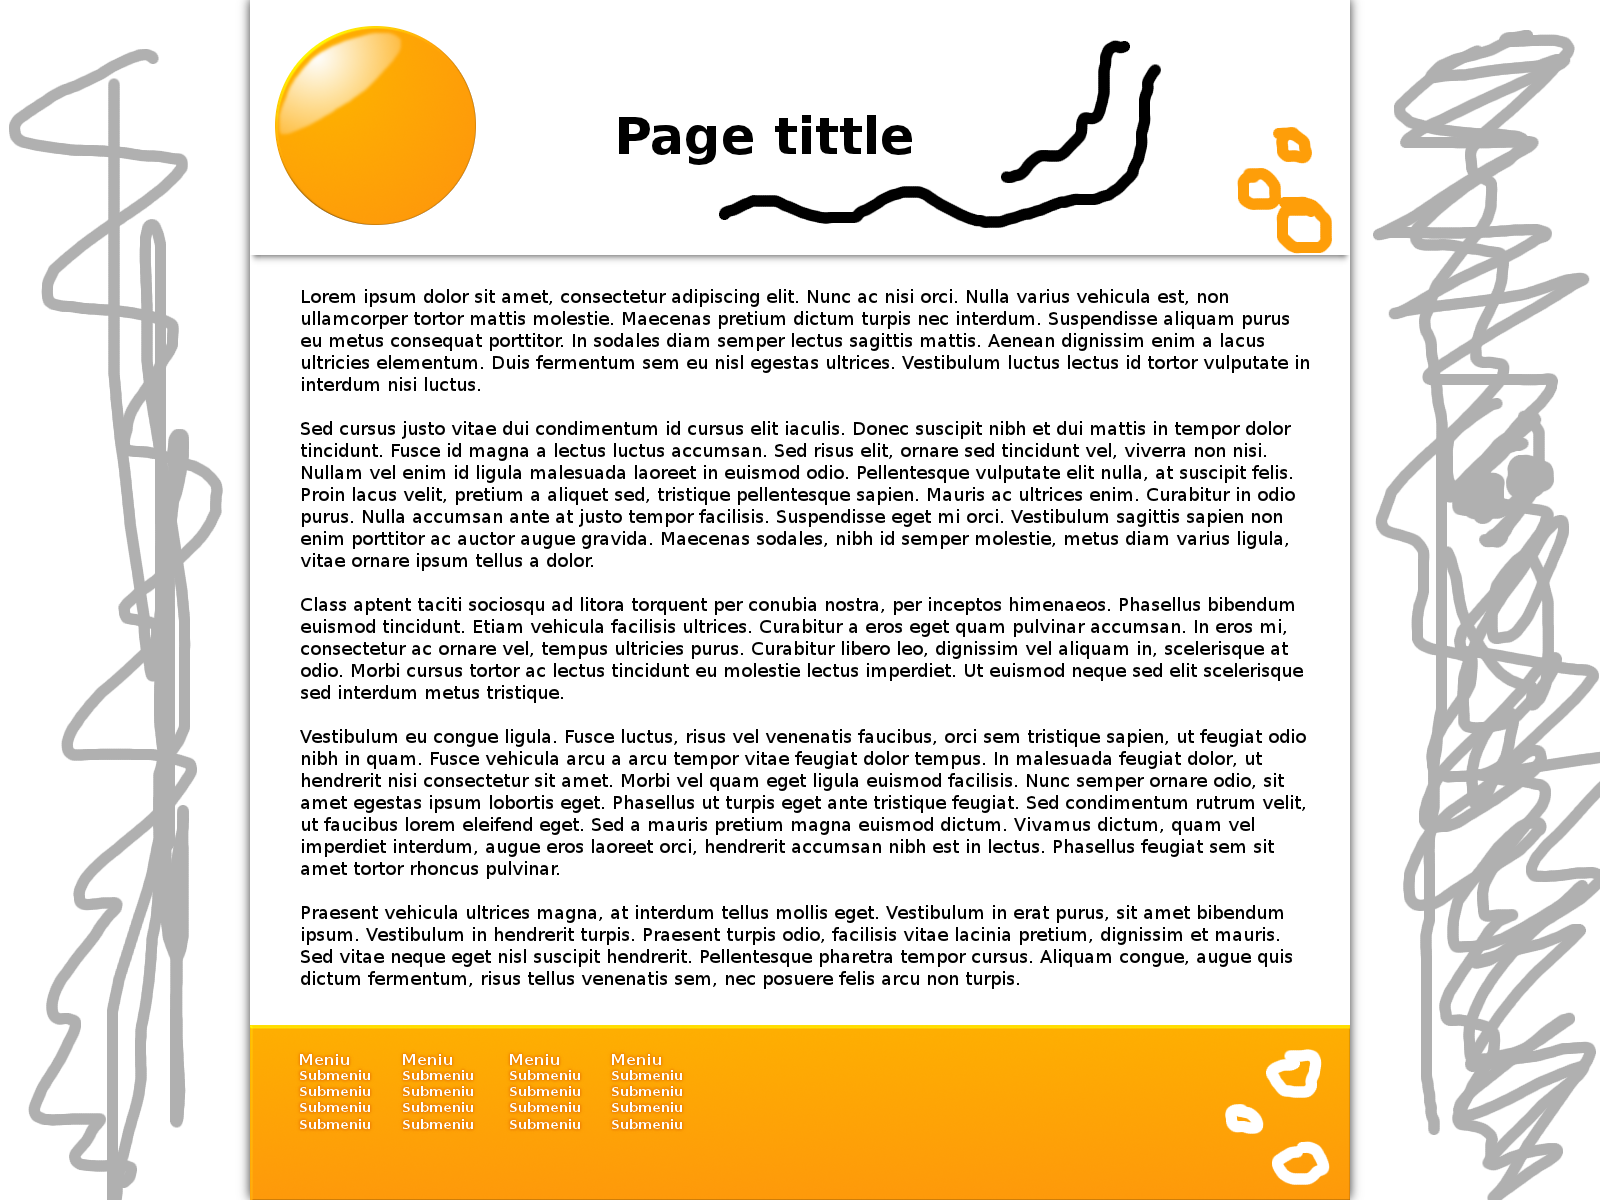 Page tittle
Lorem ipsum dolor sit amet, consectetur adipiscing elit. Nunc ac nisi orci. Nulla varius vehicula est, non
ullamcorper tortor mattis molestie. Maecenas pretium dictum turpis nec interdum. Suspendisse aliquam purus
eu metus consequat porttitor. In sodales diam semper lectus sagittis mattis. Aenean dignissim enim a lacus
ultricies elementum. Duis fermentum sem eu nisl egestas ultrices. Vestibulum luctus lectus id tortor vulputate in
interdum nisi luctus.
Sed cursus justo vitae dui condimentum id cursus elit iaculis. Donec suscipit nibh et dui mattis in tempor dolor
tincidunt. Fusce id magna a lectus luctus accumsan. Sed risus elit, ornare sed tincidunt vel, viverra non nisi.
Nullam vel enim id ligula malesuada laoreet in euismod odio. Pellentesque vulputate elit nulla, at suscipit felis.
Proin lacus velit, pretium a aliquet sed, tristique pellentesque sapien. Mauris ac ultrices enim. Curabitur in odio
purus. Nulla accumsan ante at justo tempor facilisis. Suspendisse eget mi orci. Vestibulum sagittis sapien non
enim porttitor ac auctor augue gravida. Maecenas sodales, nibh id semper molestie, metus diam varius ligula,
vitae ornare ipsum tellus a dolor.
Class aptent taciti sociosqu ad litora torquent per conubia nostra, per inceptos himenaeos. Phasellus bibendum
euismod tincidunt. Etiam vehicula facilisis ultrices. Curabitur a eros eget quam pulvinar accumsan. In eros mi,
consectetur ac ornare vel, tempus ultricies purus. Curabitur libero leo, dignissim vel aliquam in, scelerisque at
odio. Morbi cursus tortor ac lectus tincidunt eu molestie lectus imperdiet. Ut euismod neque sed elit scelerisque
sed interdum metus tristique.
Vestibulum eu congue ligula. Fusce luctus, risus vel venenatis faucibus, orci sem tristique sapien, ut feugiat odio
nibh in quam. Fusce vehicula arcu a arcu tempor vitae feugiat dolor tempus. In malesuada feugiat dolor, ut
hendrerit nisi consectetur sit amet. Morbi vel quam eget ligula euismod facilisis. Nunc semper ornare odio, sit
amet egestas ipsum lobortis eget. Phasellus ut turpis eget ante tristique feugiat. Sed condimentum rutrum velit,
ut faucibus lorem eleifend eget. Sed a mauris pretium magna euismod dictum. Vivamus dictum, quam vel
imperdiet interdum, augue eros laoreet orci, hendrerit accumsan nibh est in lectus. Phasellus feugiat sem sit
amet tortor rhoncus pulvinar.
Praesent vehicula ultrices magna, at interdum tellus mollis eget. Vestibulum in erat purus, sit amet bibendum
ipsum. Vestibulum in hendrerit turpis. Praesent turpis odio, facilisis vitae lacinia pretium, dignissim et mauris.
Sed vitae neque eget nisl suscipit hendrerit. Pellentesque pharetra tempor cursus. Aliquam congue, augue quis
dictum fermentum, risus tellus venenatis sem, nec posuere felis arcu non turpis.
Meniu Meniu Meniu Meniu
Submeniu Submeniu Submeniu Submeniu
Submeniu Submeniu Submeniu Submeniu
Submeniu Submeniu Submeniu Submeniu
Submeniu Submeniu Submeniu Submeniu